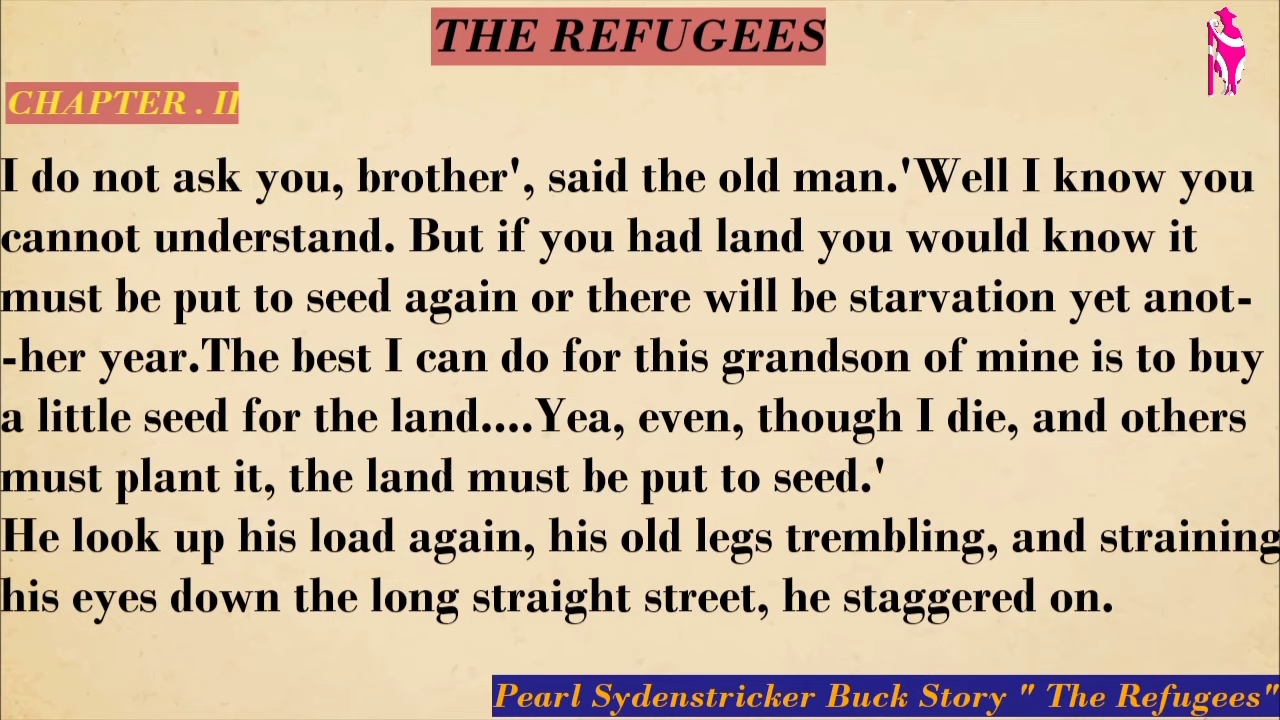 THE REFUGEES
CHAPTER . II
I do not ask you, brother', said the old man.'Well I know you
cannot understand. But if you had land you would know it
must be put to seed again or there will be starvation yet anot-
-her year.The best I can do for this grandson of mine is to buy
a little seed for the land....Yea, even, though I die, and others
must plant it, the land must be put to seed.'
He look up his load again, his old legs trembling, and straining
his eyes down the long straight street, he staggered on.
Pearl Sydenstricker Buck Story " The Refugees"